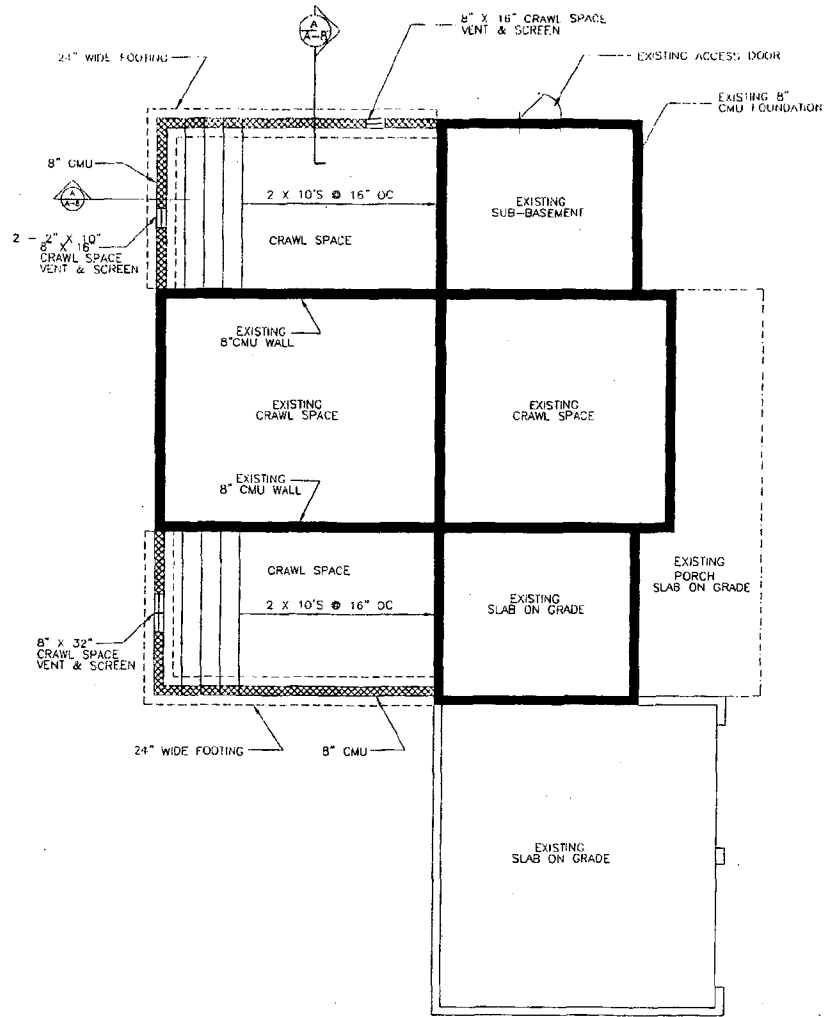 A
A-8
8" X 16" CRAWL SPACE
VENT & SCREEN
24" WIDE FOOTING
EXISTING ACCESS DOOR
EXISTING 8"
CMU FOUNDATION
8" CMU
A
A-8
2 X 10'S @ 16" OC
EXISTING
SUB-BASEMENT
CRAWL SPACE
2 - 2" X 10"
8" X 16"
CRAWL SPACE
VENT & SCREEN
EXISTING
8"CMU WALL
EXISTING
CRAWL SPACE
EXISTING
CRAWL SPACE
EXISTING
8" CMU WALL
CRAWL SPACE
2 X 10'S @ 16" OC
EXISTING
SLAB ON GRADE
EXISTING
PORCH
SLAB ON GRADE
8" X 32"
CRAWL SPACE
VENT & SCREEN
24" WIDE FOOTING
8" CMU
EXISTING
SLAB ON GRADE